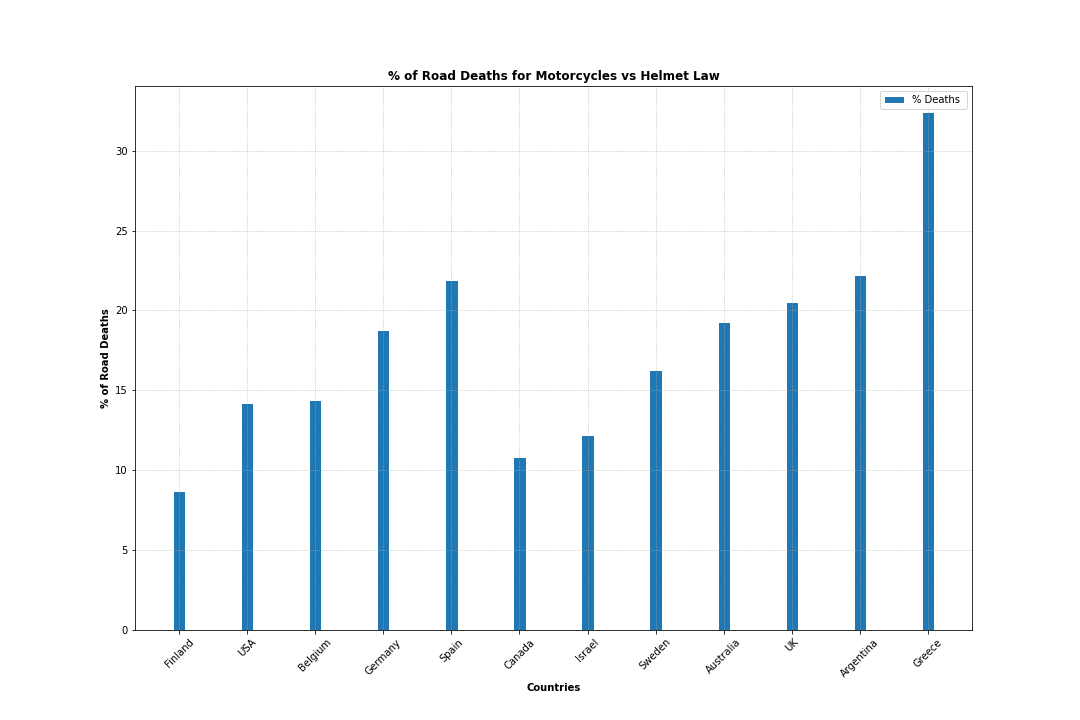 % of Road Deaths for Motorcycles vs Helmet Law
% Deaths
30
25
20
15
10
5
0
% of Road Deaths
Finland
USA
Belgium
Germany
Spain
Canada
Israel
Sweden
Australia
UK
Argentina
Greece
Countries